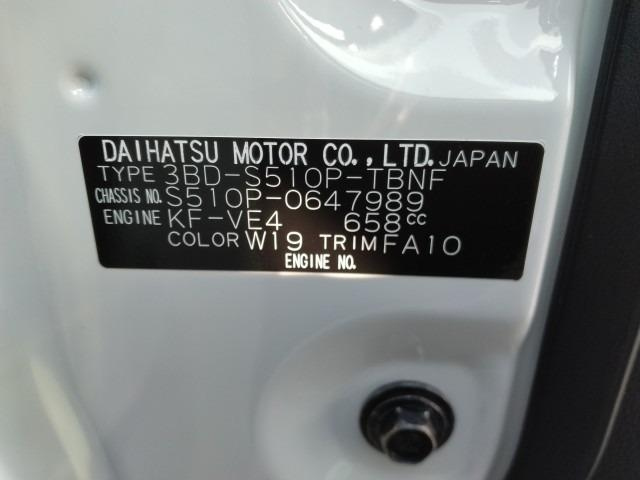 DAIHATSU MOTOR CO.,LTD. JAPAN
TYPE 3BD-S510P-TBNF
CHASSIS NO. S510P-0647989
ENGINE KF-VE4 658cc
COLOR W19 TRIM FA10
ENGINE NO.